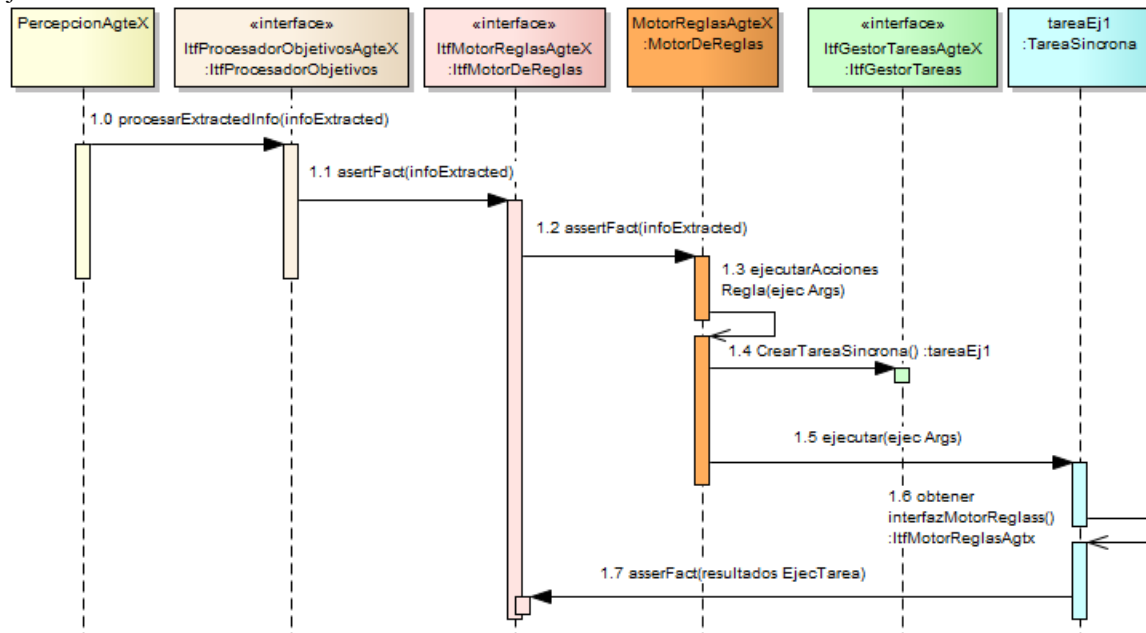 PercepcionAgteX
«interface»
ItfProcesadorObjetivosAgteX
:ItfProcesadorObjetivos
«interface»
ItfMotorReglasAgteX
:ItfMotorDeReglas
MotorReglasAgteX
:MotorDeReglas
«interface»
ItfGestorTareasAgteX
:ItfGestorTareas
tareaEj1
:TareaSincrona
1.0 procesarExtractedInfo(infoExtracted)
1.1 asertFact(infoExtracted)
1.2 assertFact(infoExtracted)
1.3 ejecutarAcciones
Regla(ejec Args)
1.4 CrearTareaSincrona() :tareaEj1
1.5 ejecutar(ejec Args)
1.6 obtener
interfazMotorReglass()
:ItfMotorReglasAgtx
1.7 asserFact(resultados EjecTarea)